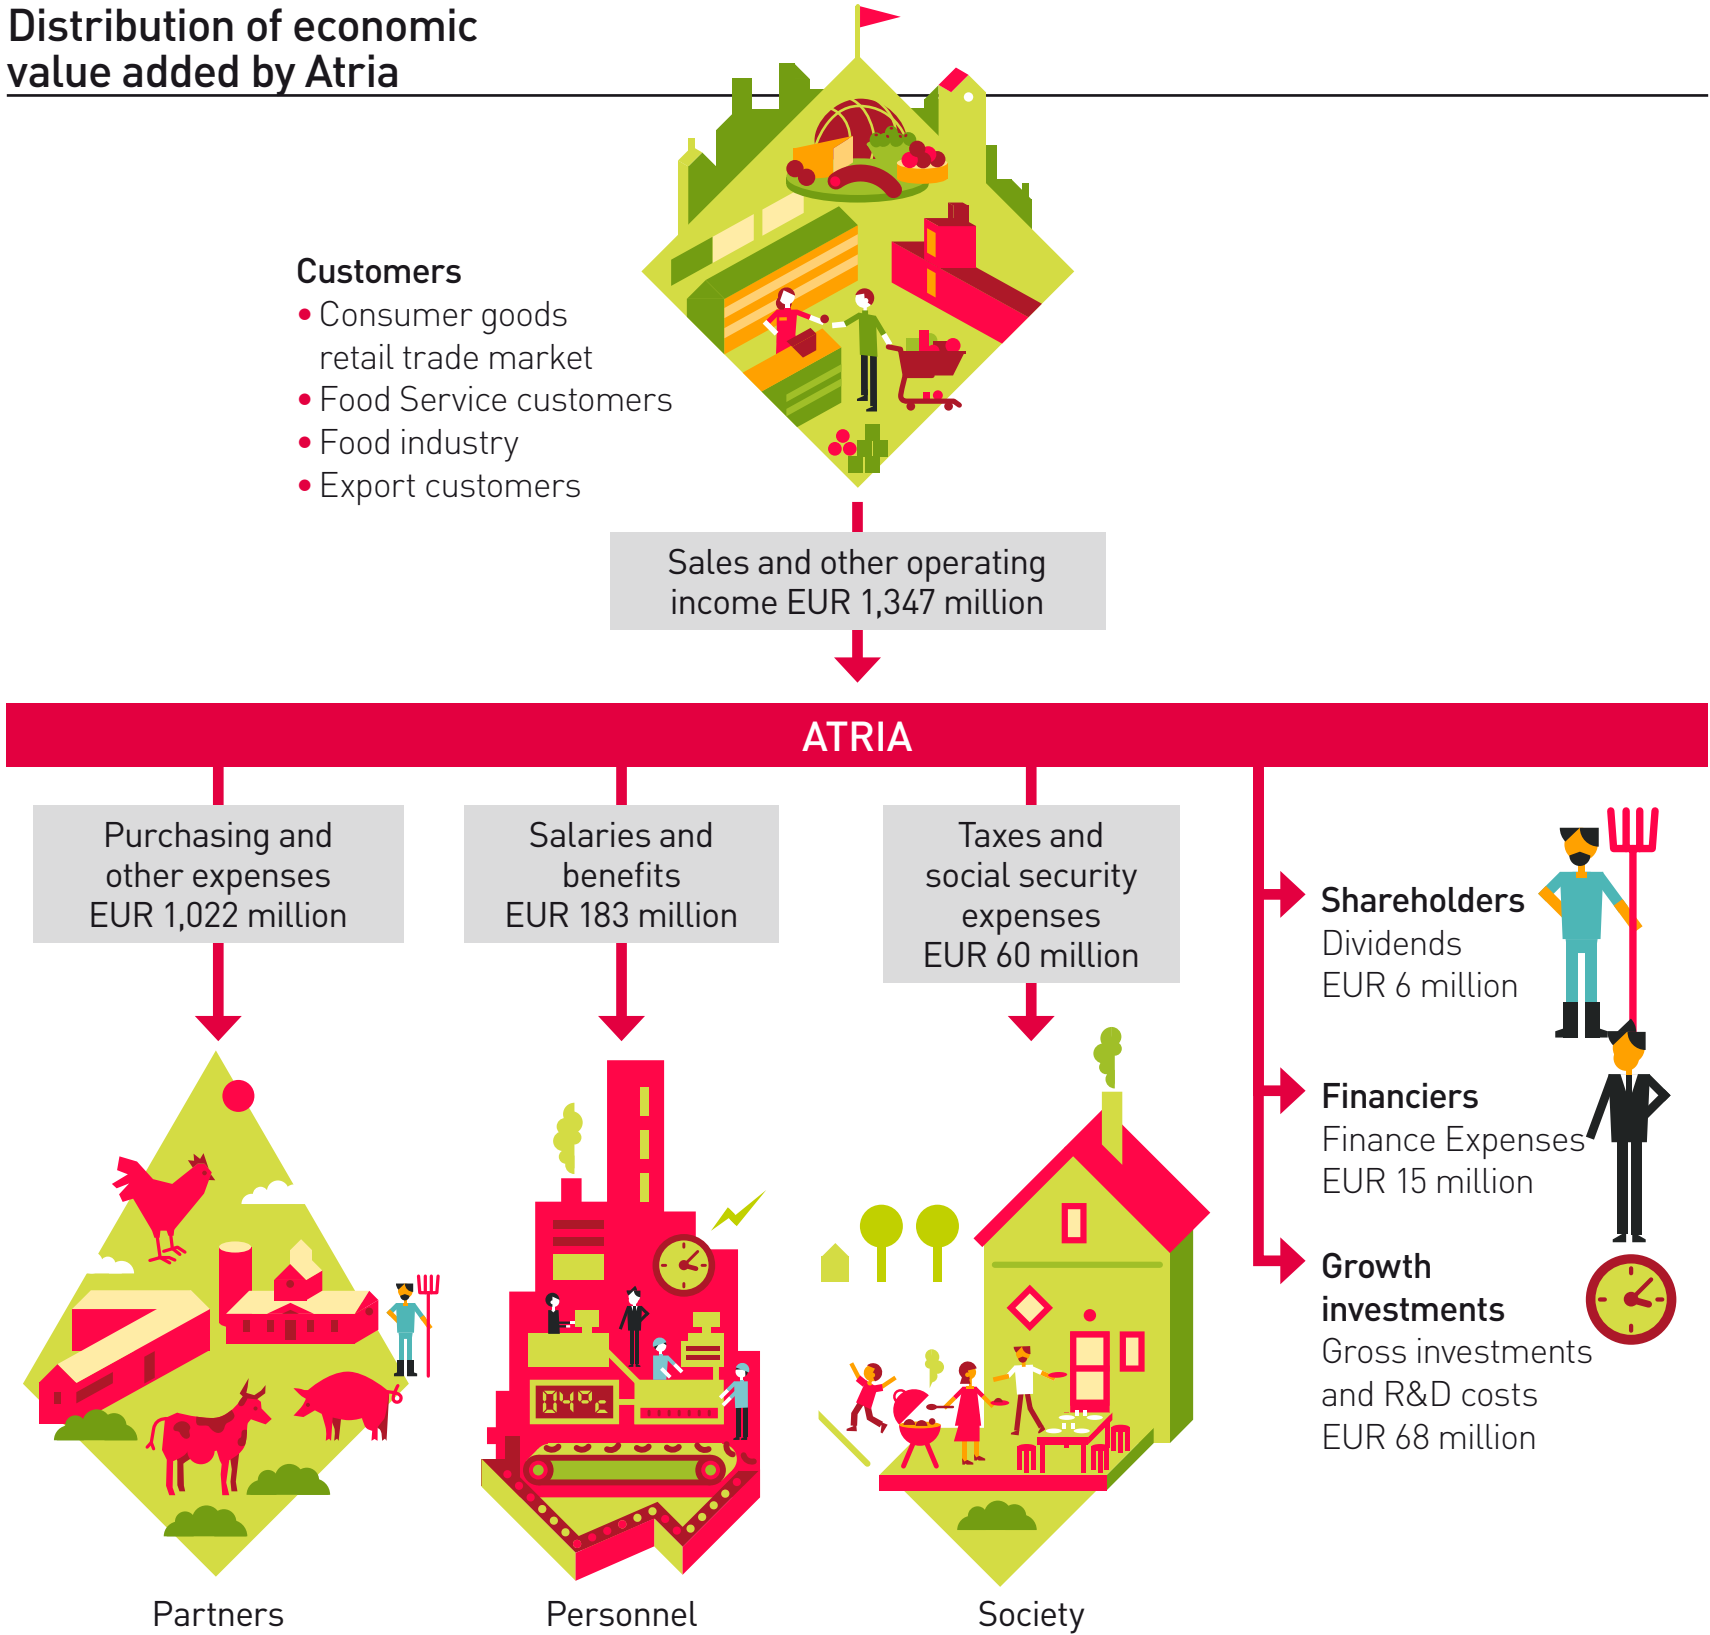 Distribution of economic
value added by Atria
Customers
• Consumer goods
retail trade market
• Food Service customers
• Food industry
• Export customers
Sales and other operating
income EUR 1,347 million
ATRIA
Purchasing and
other expenses
EUR 1,022 million
Salaries and
benefits
EUR 183 million
Taxes and
social security
expenses
EUR 60 million
Shareholders
Dividends
EUR 6 million
Financiers
Finance Expenses
EUR 15 million
Growth
investments
Gross investments
and R&D costs
EUR 68 million
04°c
Partners
Personnel
Society